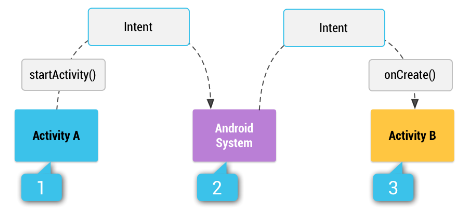 Intent
Intent
startActivity()
onCreate()
Activity A
Android
System
Activity B
1
2
3